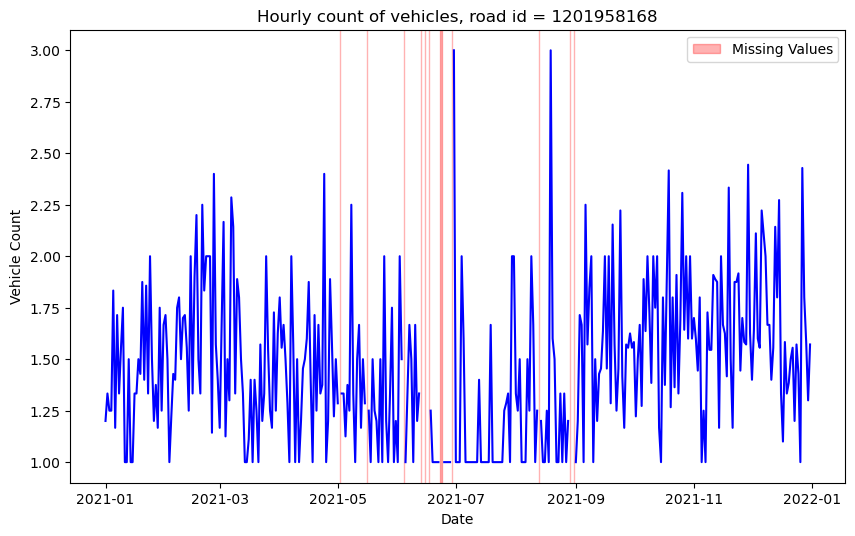 Hourly count of vehicles, road id = 1201958168
Missing Values
Vehicle Count
3.00
2.75
2.50
2.25
2.00
1.75
1.50
1.25
1.00
2021-01 2021-03 2021-05 2021-07 2021-09 2021-11 2022-01
Date